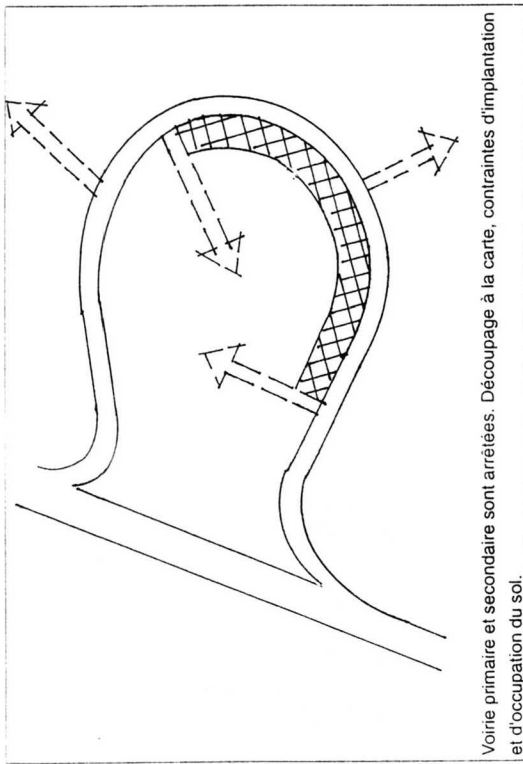 Voirie primaire et secondaire sont arrêtées. Découpage à la carte, contraintes d'implantation
et d'occupation du sol.